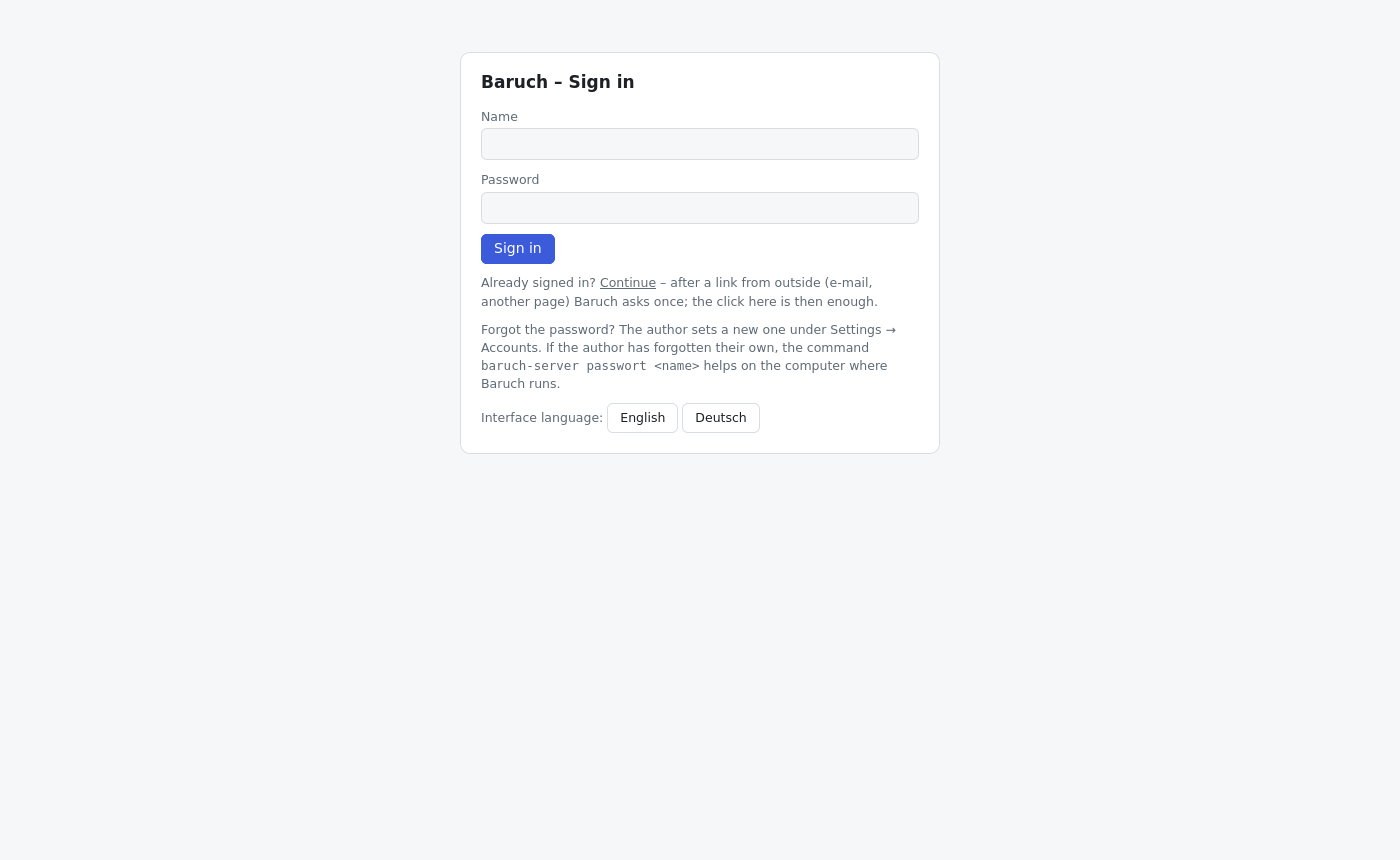 Baruch – Sign in
Name
Password
Sign in
Already signed in? Continue – after a link from outside (e-mail,
another page) Baruch asks once; the click here is then enough.
Forgot the password? The author sets a new one under Settings →
Accounts. If the author has forgotten their own, the command
baruch-server passwort <name> helps on the computer where
Baruch runs.
Interface language: English Deutsch